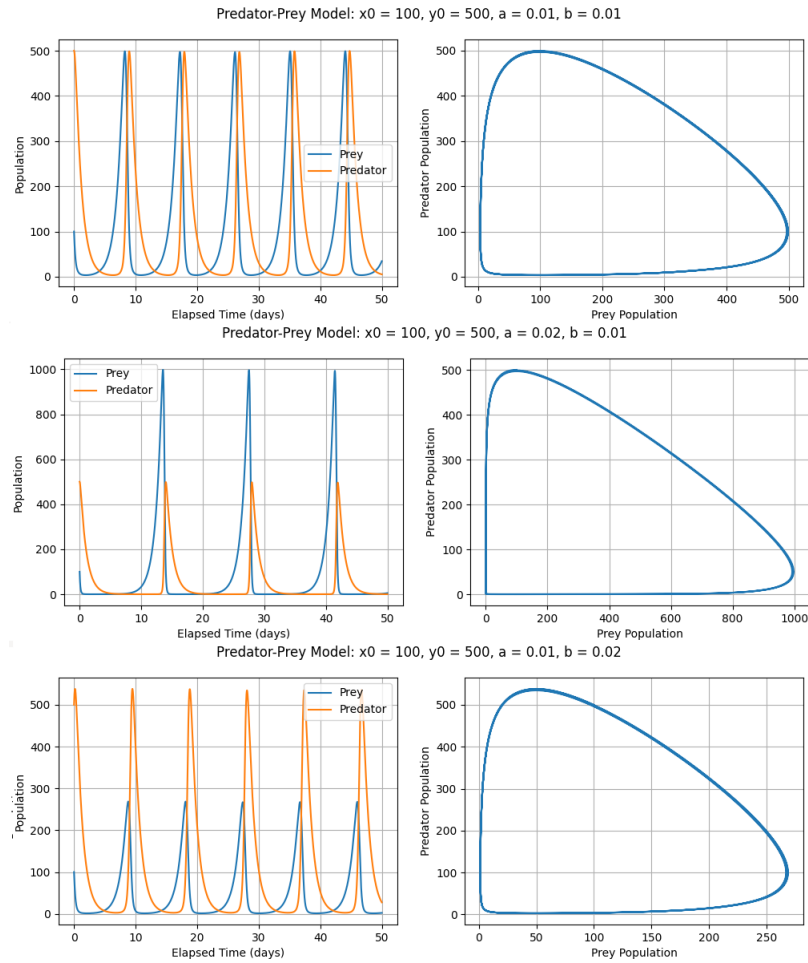 Predator-Prey Model: x0 = 100, y0 = 500, a = 0.01, b = 0.01
500
400
300
200
100
0
Population
Prey
Predator
0 10 20 30 40 50
Elapsed Time (days)
500
400
300
200
100
0
Predator Population
0 100 200 300 400 500
Prey Population
Predator-Prey Model: x0 = 100, y0 = 500, a = 0.02, b = 0.01
1000
800
600
400
200
0
Population
Prey
Predator
0 10 20 30 40 50
Elapsed Time (days)
500
400
300
200
100
0
Predator Population
0 200 400 600 800 1000
Prey Population
Predator-Prey Model: x0 = 100, y0 = 500, a = 0.01, b = 0.02
500
400
300
200
100
0
Population
Prey
Predator
0 10 20 30 40 50
Elapsed Time (days)
500
400
300
200
100
0
Predator Population
0 50 100 150 200 250
Prey Population